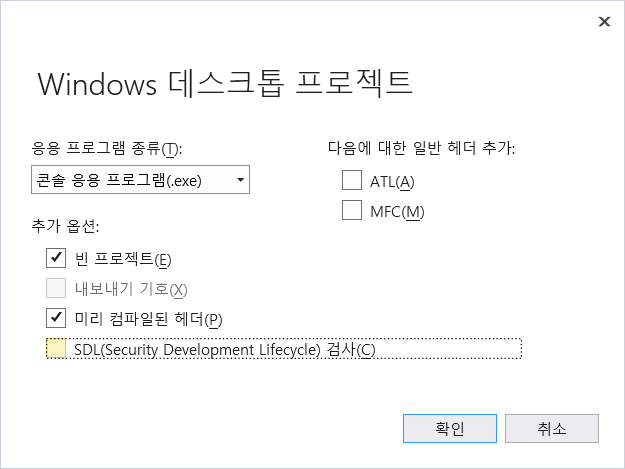 Windows 데스크톱 프로젝트
응용 프로그램 종류(T):
콘솔 응용 프로그램(.exe)
추가 옵션:
빈 프로젝트(E)
내보내기 기호(X)
미리 컴파일된 헤더(P)
SDL(Security Development Lifecycle) 검사(C)
다음에 대한 일반 헤더 추가:
ATL(A)
MFC(M)
확인
취소